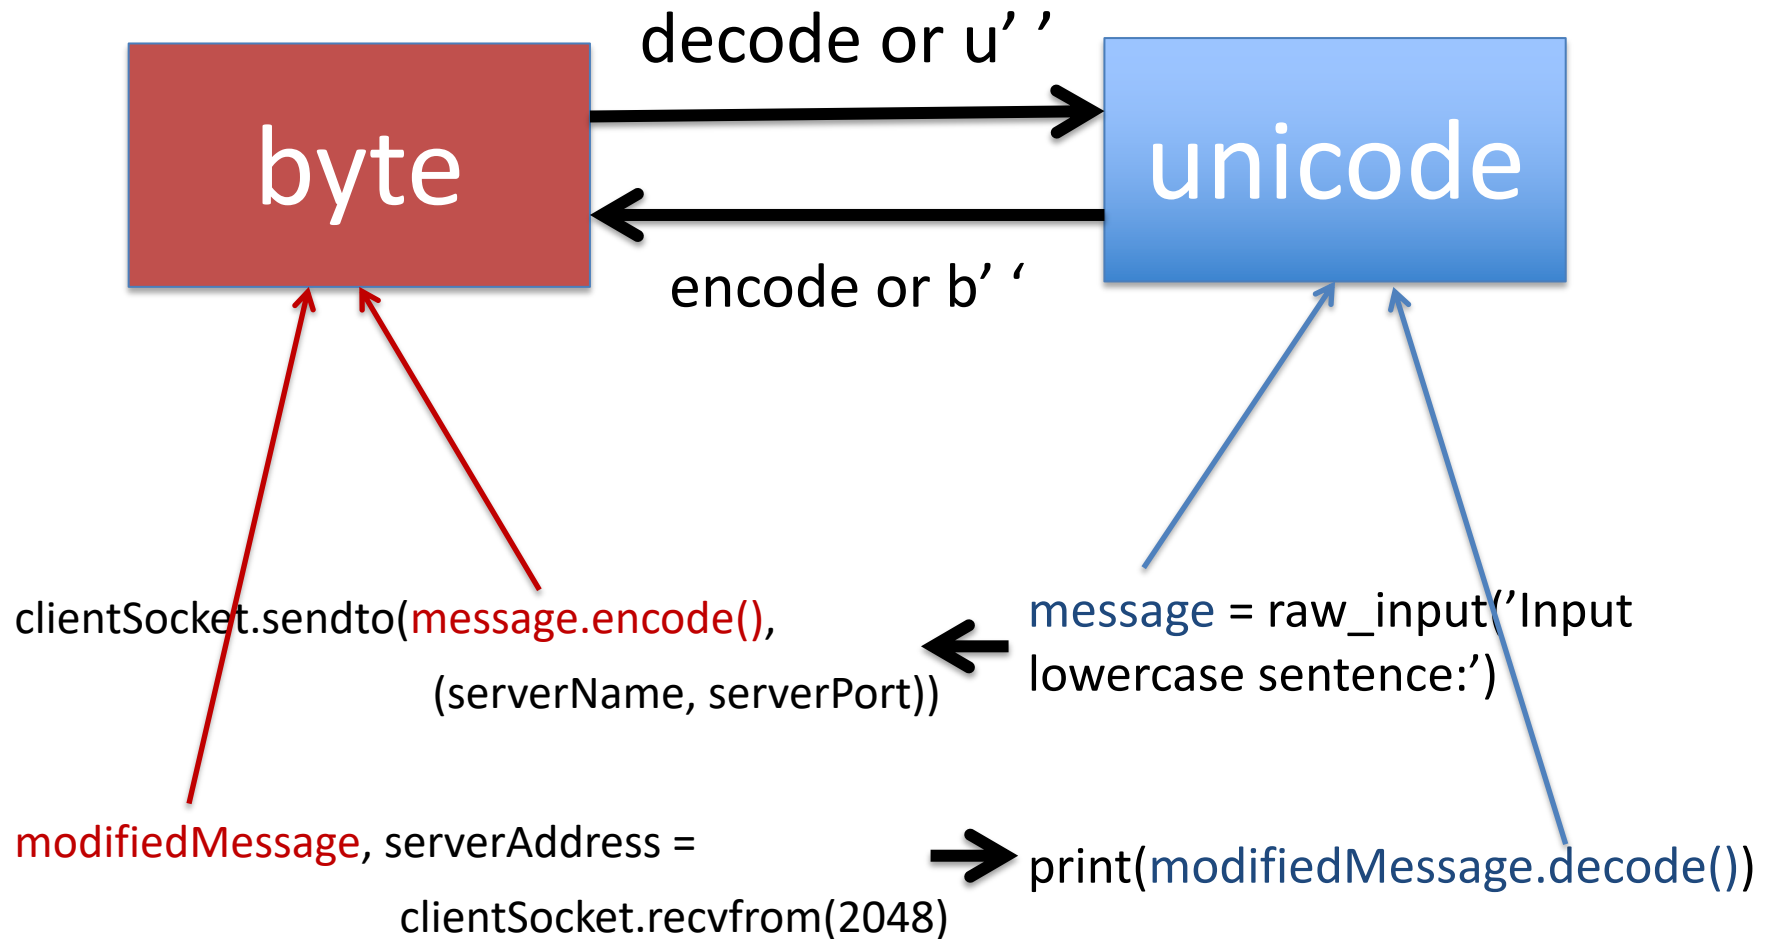 decode or u’ ’
byte
unicode
encode or b’ ‘
clientSocket.sendto(message.encode(),
(serverName, serverPort))
message = raw_input(’Input
lowercase sentence:’)
modifiedMessage, serverAddress =
clientSocket.recvfrom(2048)
print(modifiedMessage.decode())